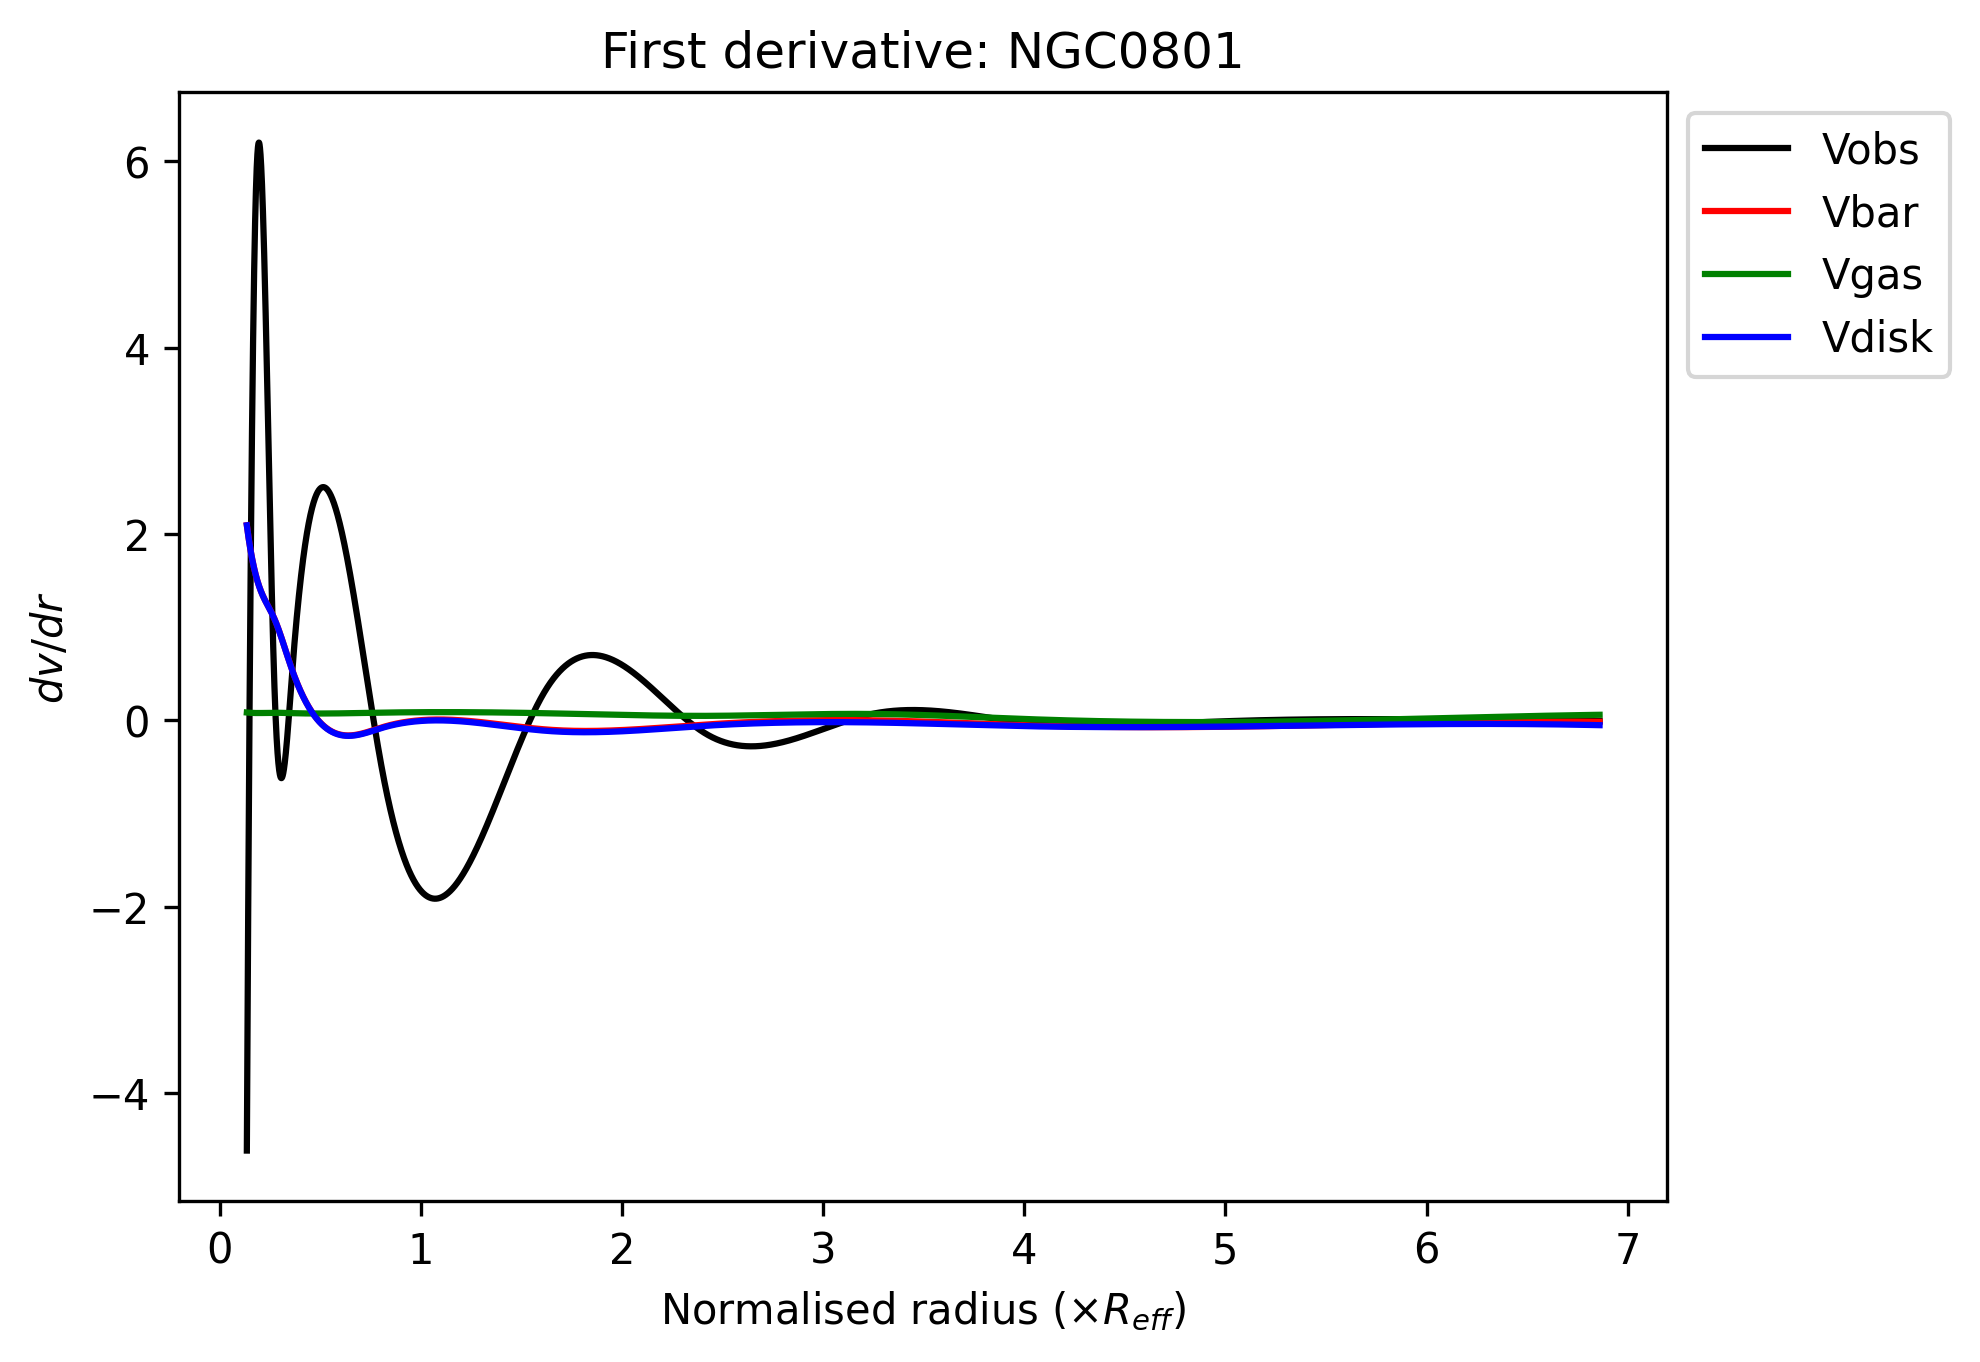 First derivative: NGC0801
Vobs
Vbar
Vgas
Vdisk
6
4
2
0
−2
−4
dv/dr
0 1 2 3 4 5 6 7
Normalised radius (×R_eff)